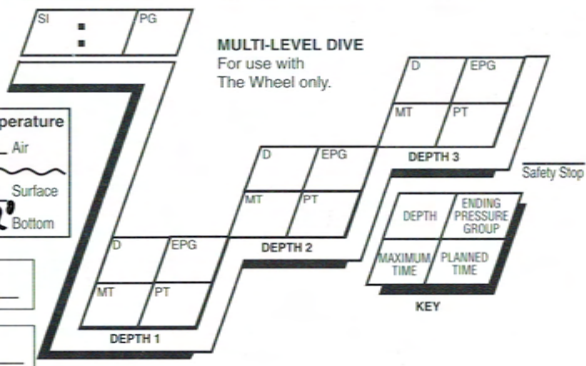 SI
:
PG
MULTI-LEVEL DIVE
For use with
The Wheel only.
D
EPG
MT
PT
DEPTH 3
Safety Stop
perature
Air
Surface
Bottom
D
EPG
MT
PT
DEPTH 2
D
EPG
MT
PT
DEPTH 1
DEPTH
ENDING
PRESSURE
GROUP
MAXIMUM
TIME
PLANNED
TIME
KEY